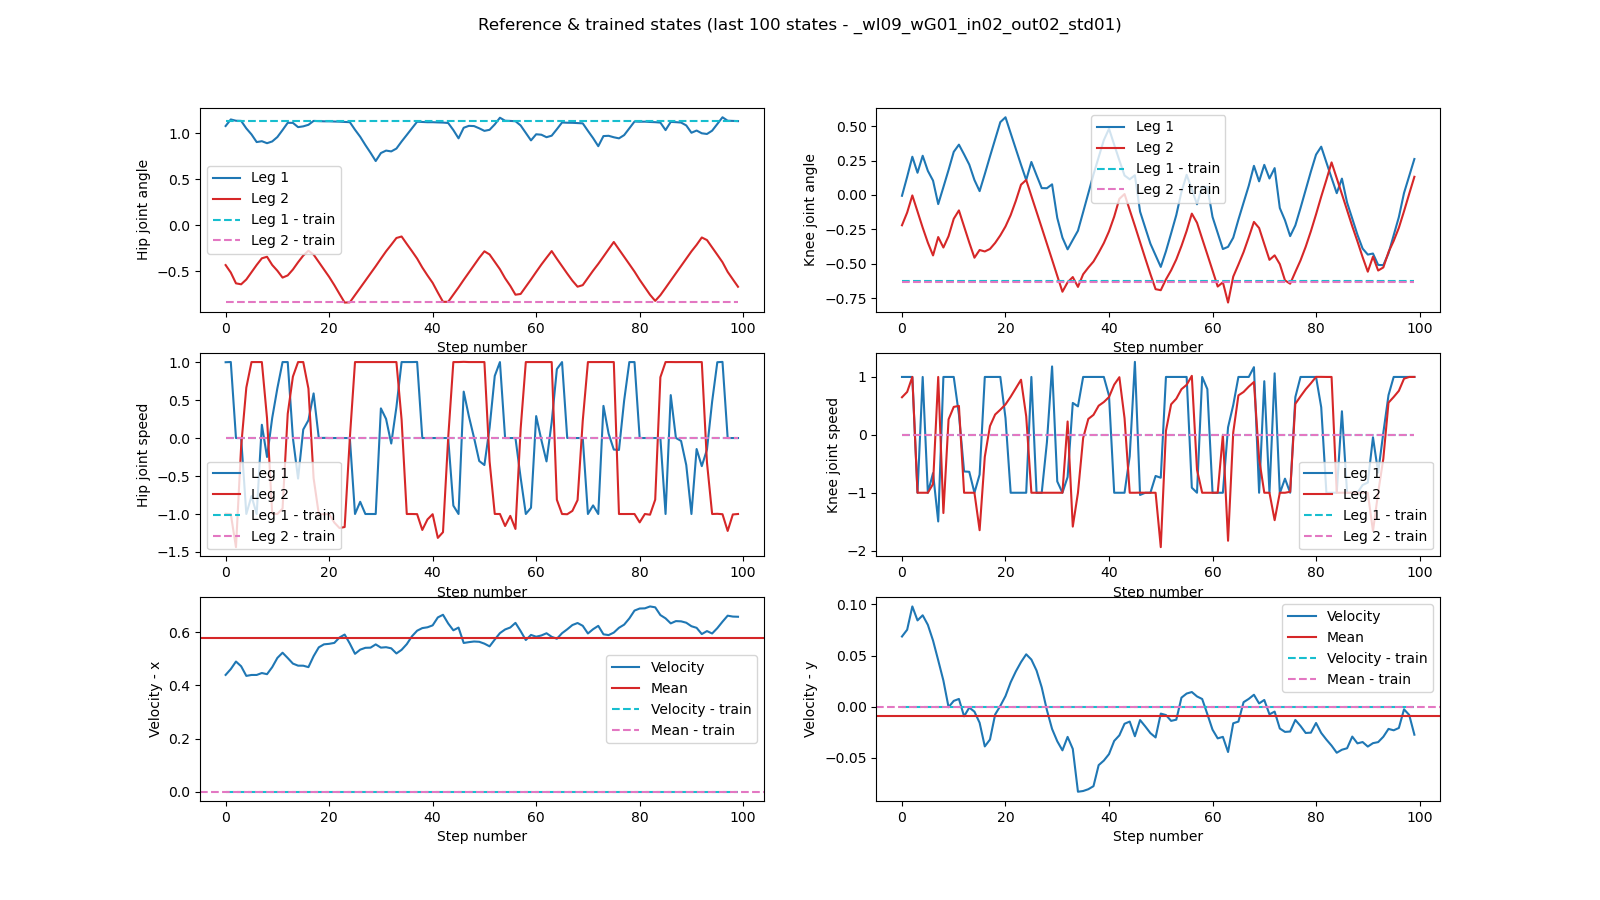 Reference & trained states (last 100 states - _wI09_wG01_in02_out02_std01)
Hip joint angle
1.0
0.5
0.0
−0.5
Leg 1
Leg 2
Leg 1 - train
Leg 2 - train
0 20 40 60 80 100
Step number
Knee joint angle
0.50
0.25
0.00
−0.25
−0.50
−0.75
Leg 1
Leg 2
Leg 1 - train
Leg 2 - train
0 20 40 60 80 100
Step number
Hip joint speed
1.0
0.5
0.0
−0.5
−1.0
−1.5
Leg 1
Leg 2
Leg 1 - train
Leg 2 - train
0 20 40 60 80 100
Step number
Knee joint speed
1
0
−1
−2
Leg 1
Leg 2
Leg 1 - train
Leg 2 - train
0 20 40 60 80 100
Step number
Velocity - x
0.6
0.4
0.2
0.0
Velocity
Mean
Velocity - train
Mean - train
0 20 40 60 80 100
Step number
Velocity - y
0.10
0.05
0.00
−0.05
Velocity
Mean
Velocity - train
Mean - train
0 20 40 60 80 100
Step number